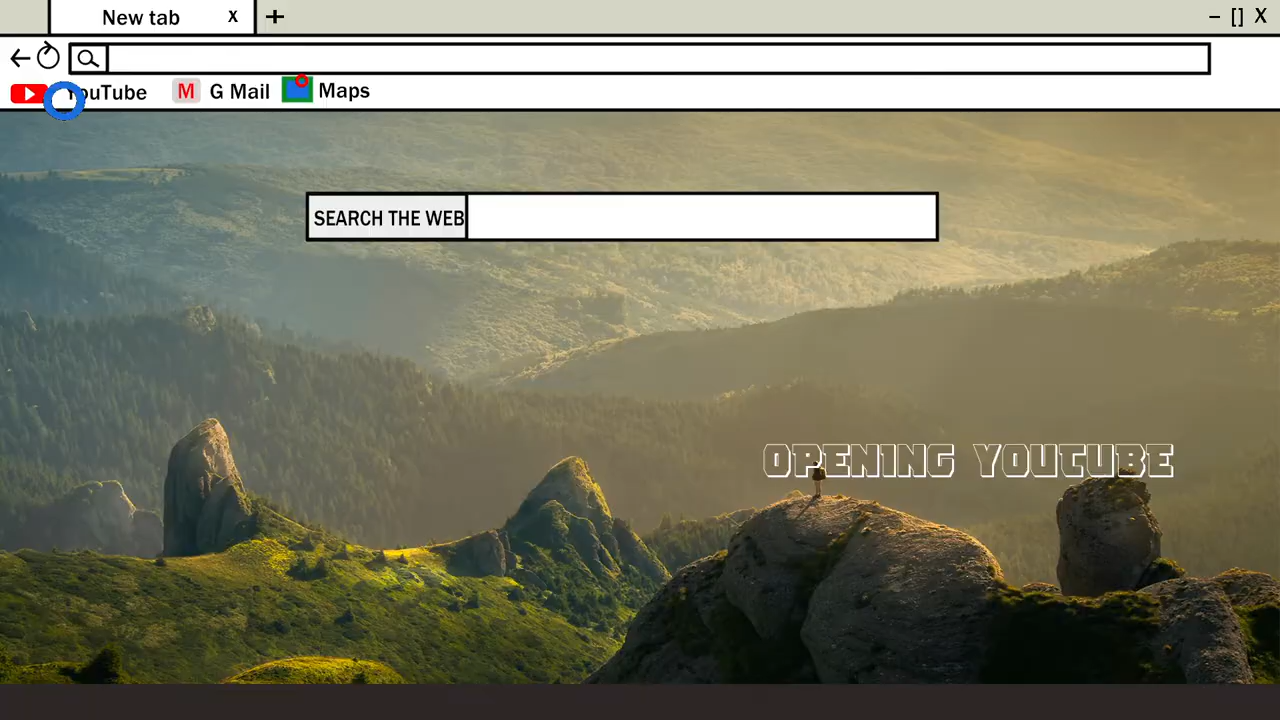 New tab x +
– [] X
YouTube M G Mail Maps
SEARCH THE WEB
OPENING YOUTUBE